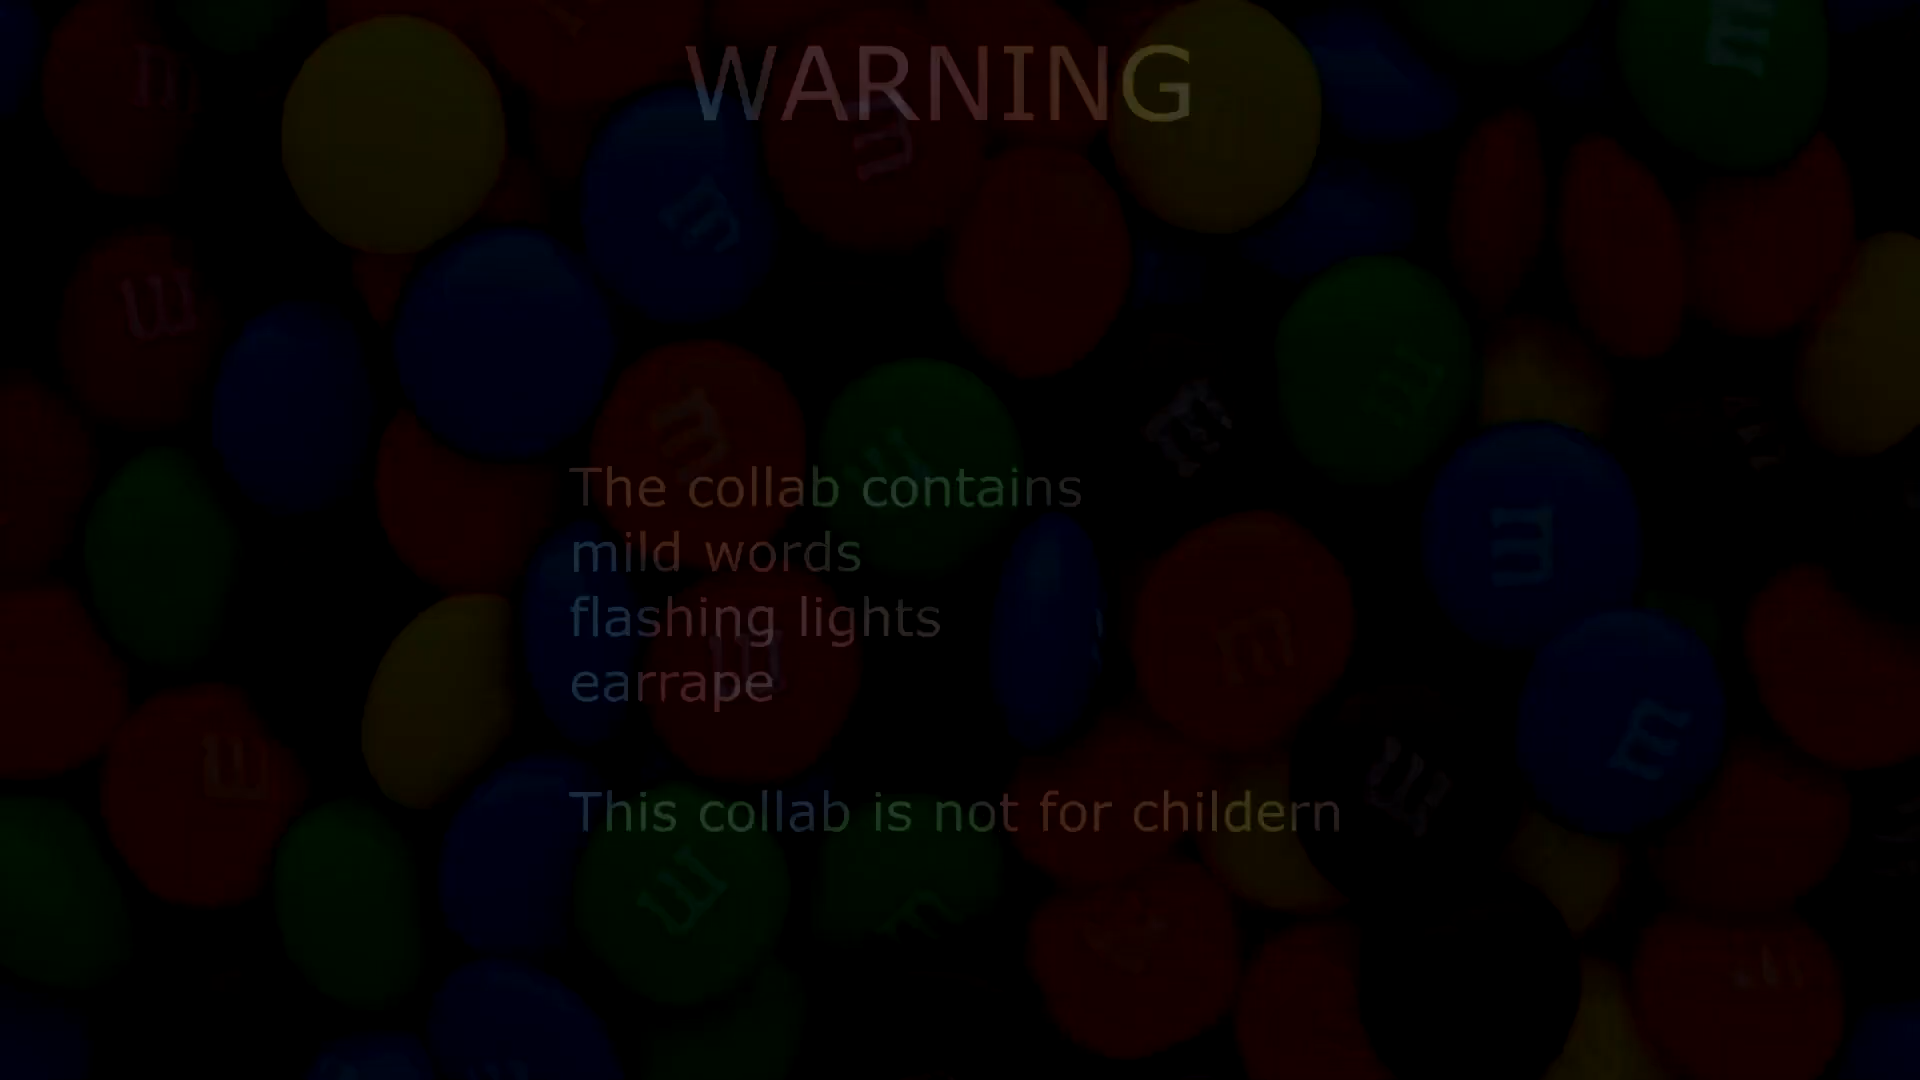 WARNING
The collab contains
mild words
flashing lights
earrape
This collab is not for childern